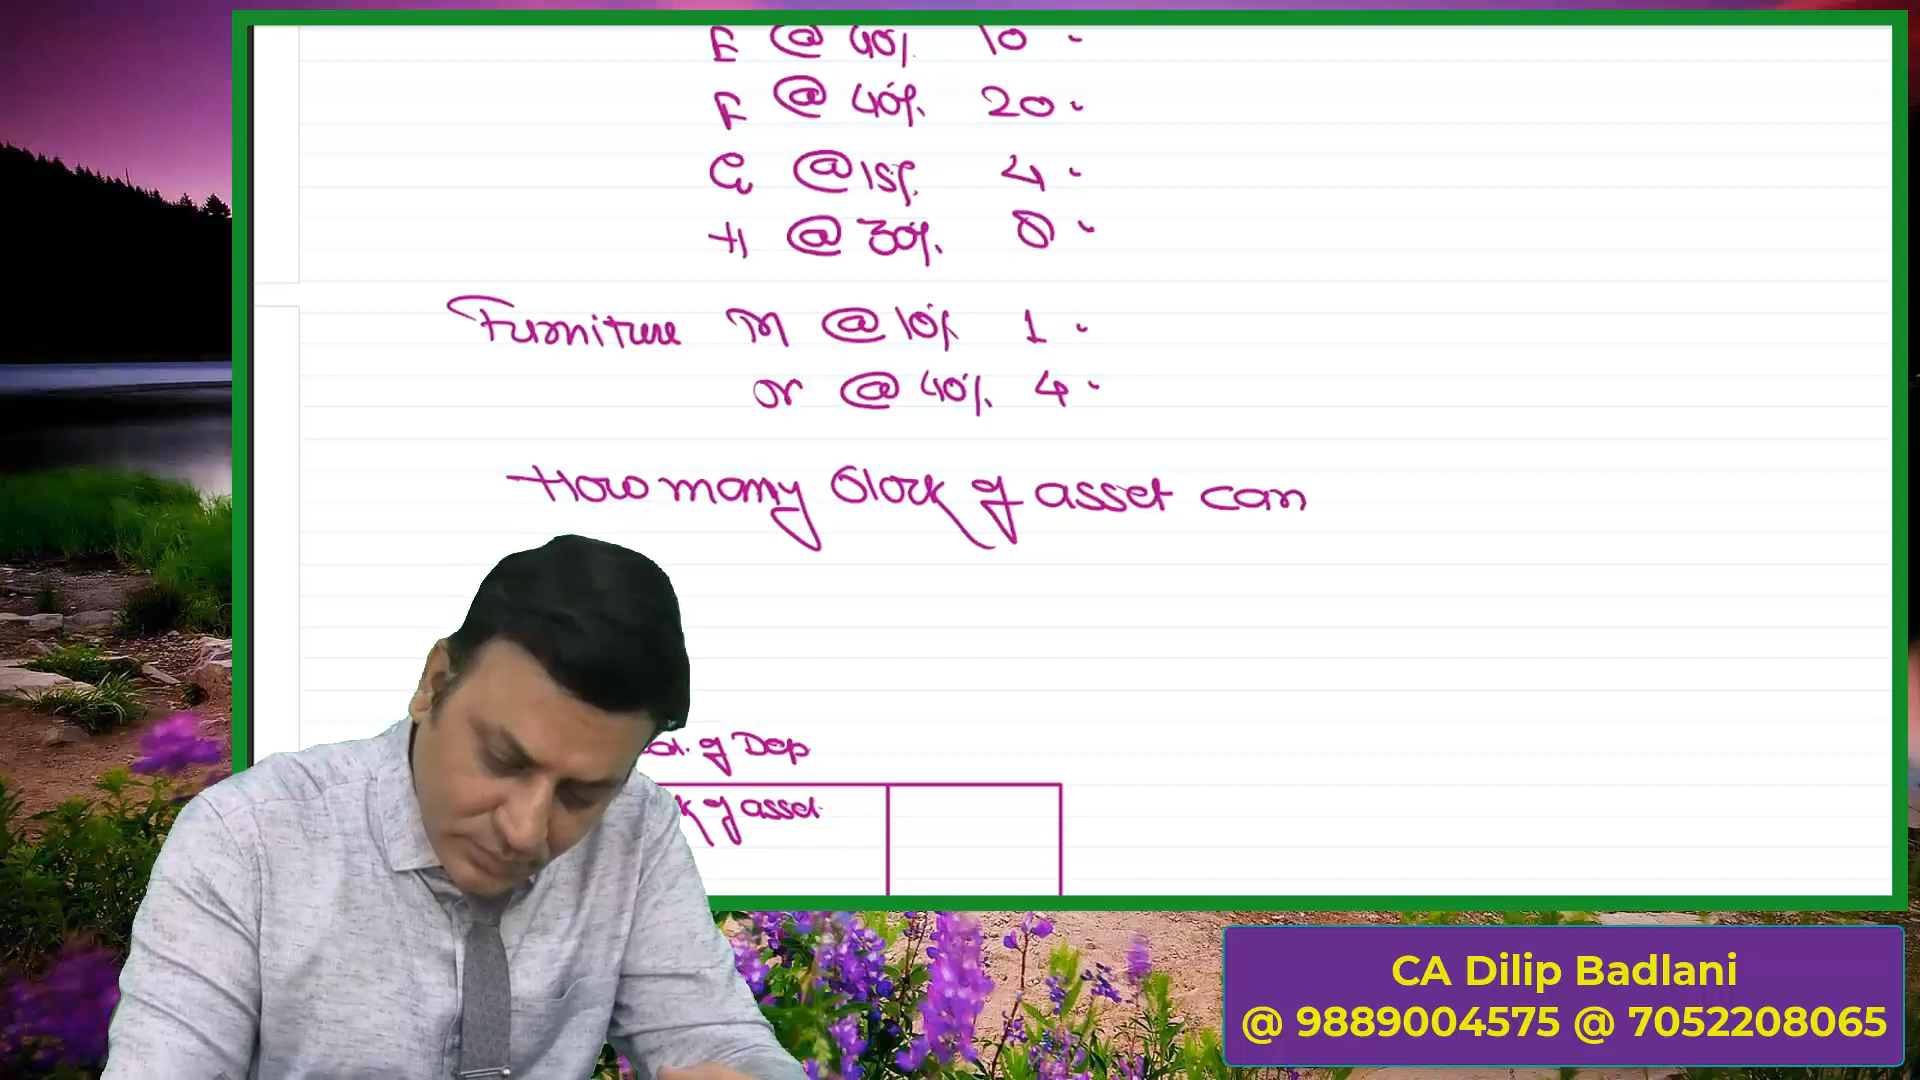 E @ 40% 10 -
F @ 40% 20 -
G @ 15% 4 -
H @ 30% 8 -
Furniture M @ 10% 1 -
N @ 40% 4 -
How many block of asset can
of Dep
of asset
CA Dilip Badlani
@ 9889004575 @ 7052208065